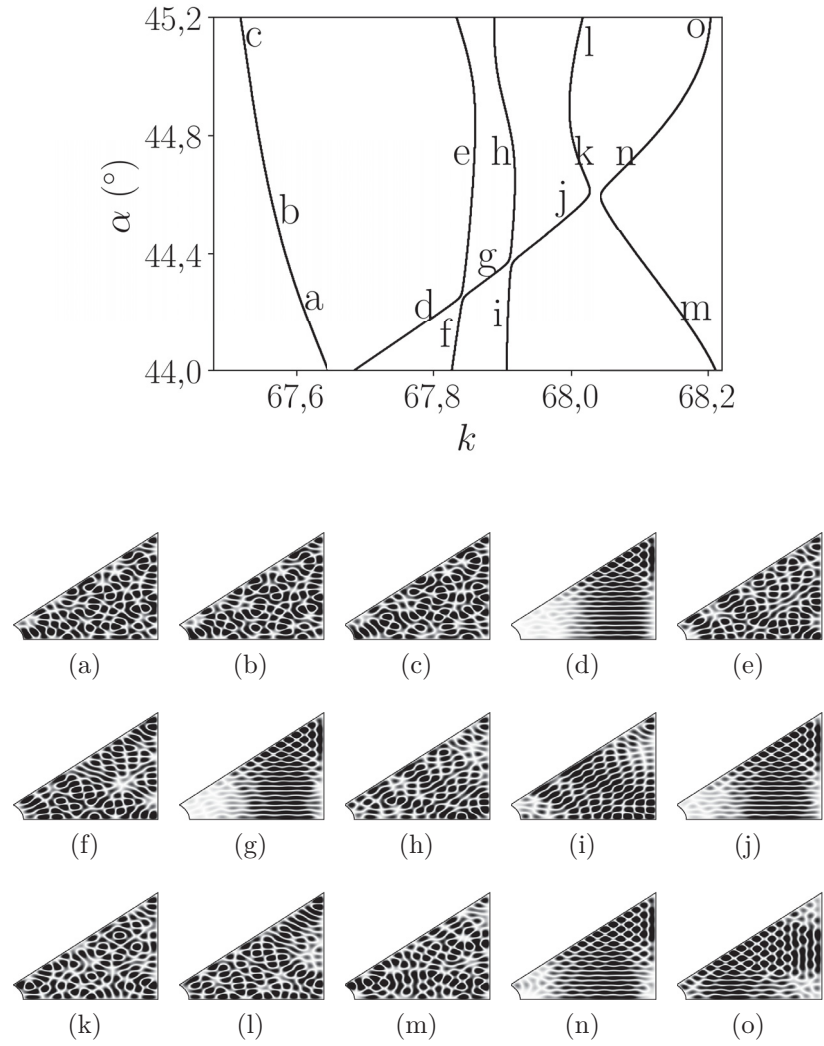 45,2
44,8
44,4
44,0
α (°)
c
b
a
e
d
f
h
g
i
l
k
j
o
n
m
67,6 67,8 68,0 68,2
k
(a) (b) (c) (d) (e)
(f) (g) (h) (i) (j)
(k) (l) (m) (n) (o)